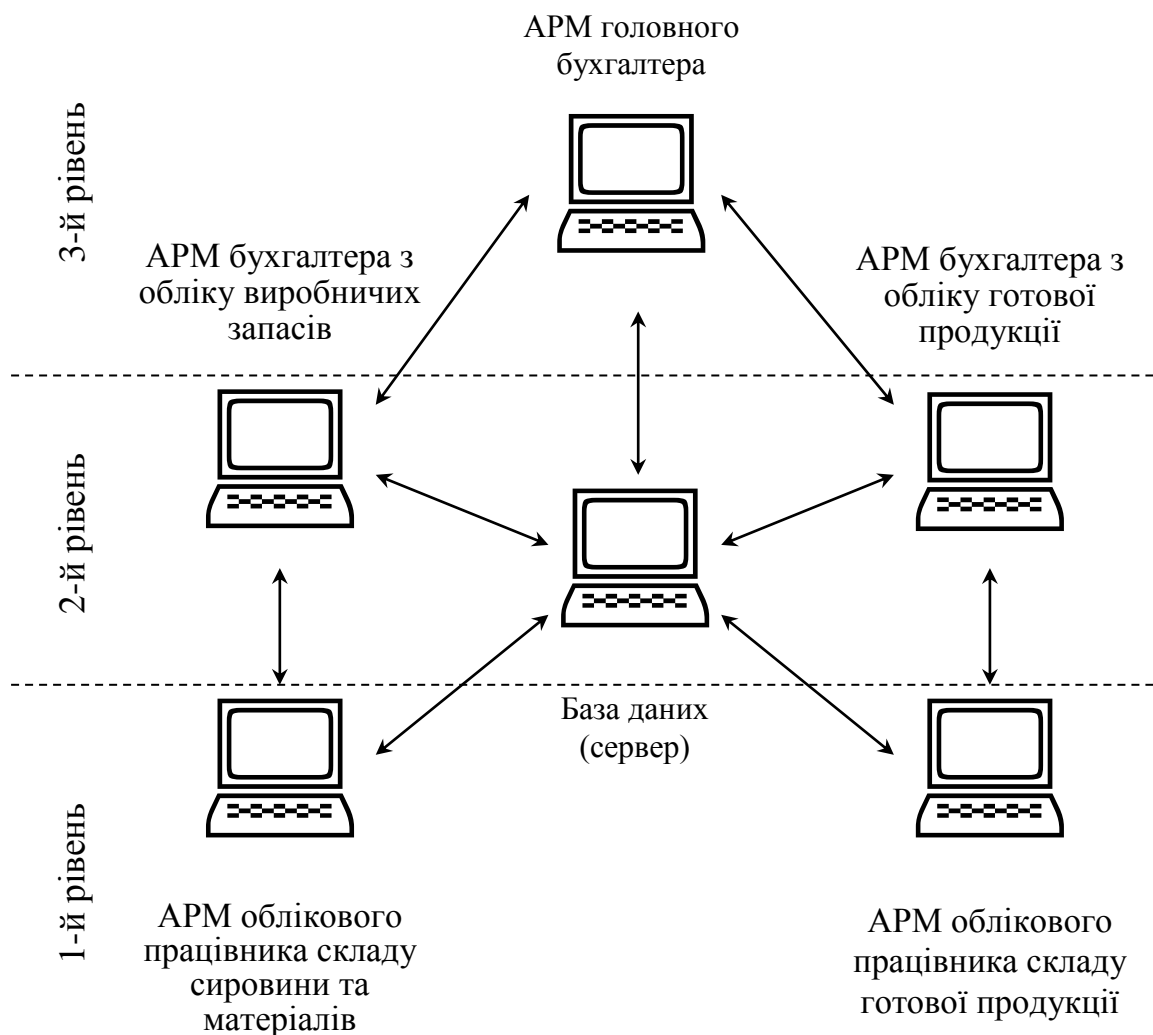 АРМ головного
бухгалтера
3-й рівень
АРМ бухгалтера з
обліку виробничих
запасів
АРМ бухгалтера з
обліку готової
продукції
2-й рівень
База даних
(сервер)
1-й рівень
АРМ облікового
працівника складу
сировини та
матеріалів
АРМ облікового
працівника складу
готової продукції